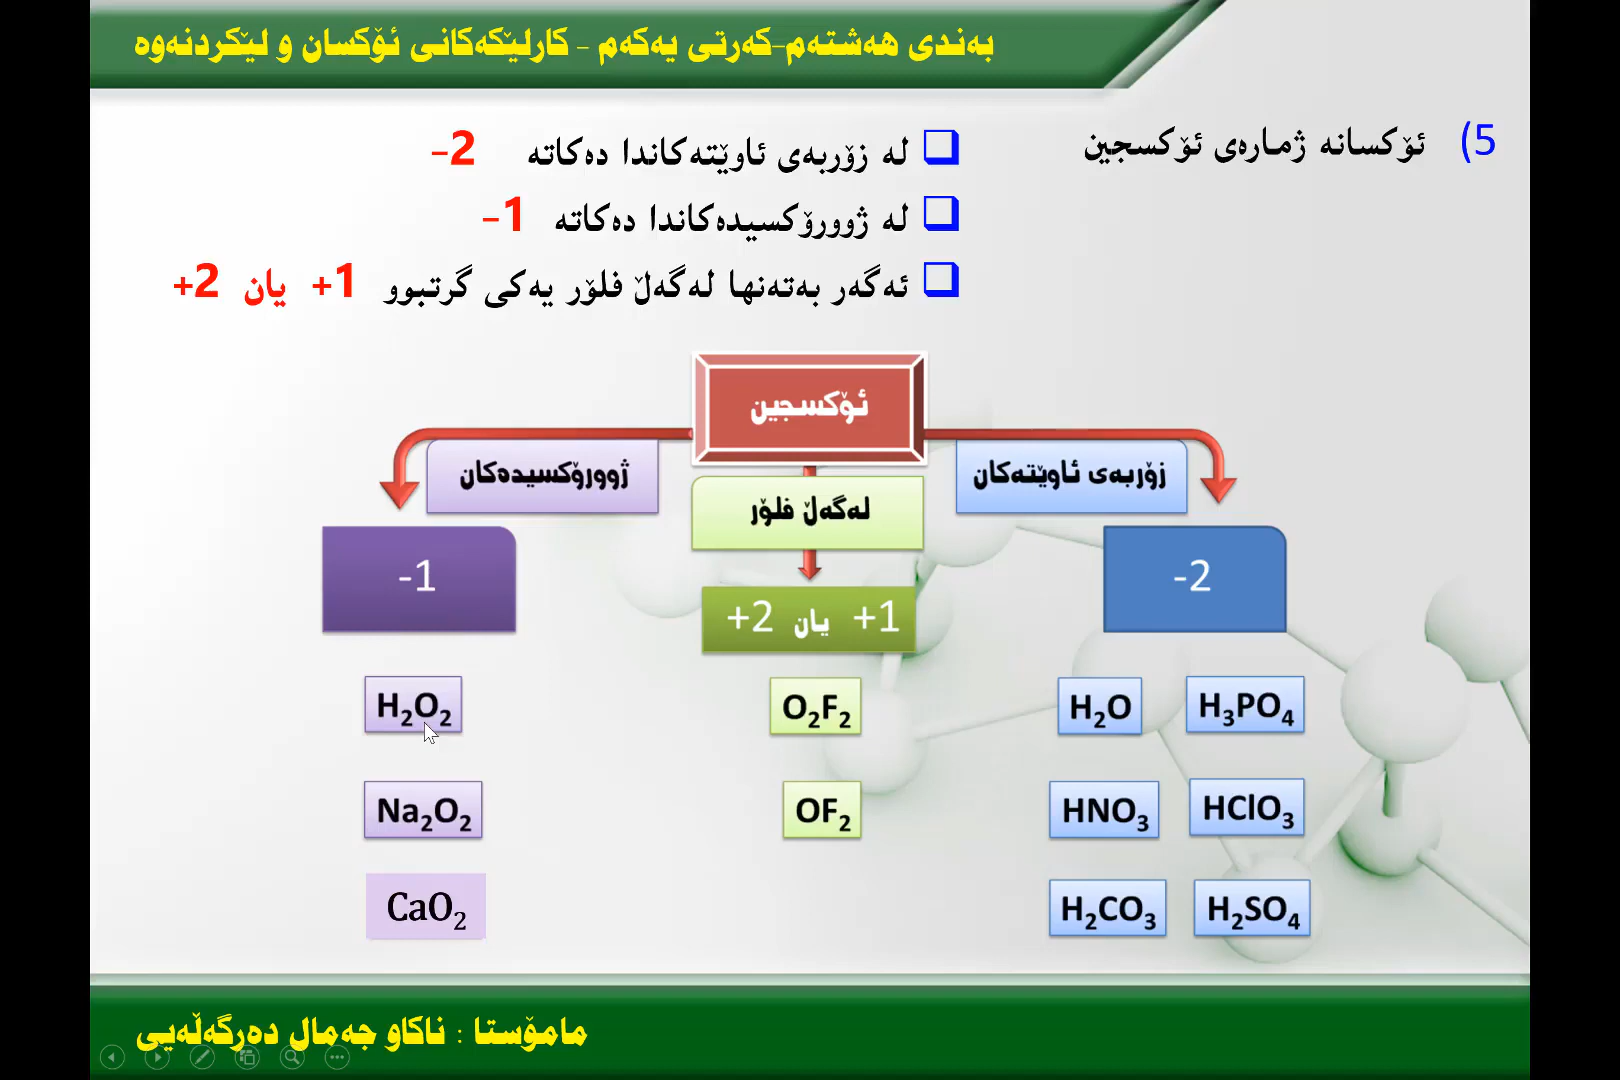 بەندی هەشتەم-کەرتی یەکەم - کارلێکەکانی ئۆکسان و لێکردنەوە
5) ئۆکسانە ژمارەی ئۆکسجین
لە زۆربەی ئاوێتەکاندا دەکاتە -2
لە ژوورۆکسیدەکاندا دەکاتە -1
ئەگەر بەتەنها لەگەڵ فلۆر یەکی گرتبوو +1 یان +2
ئۆکسجین
زۆربەی ئاوێتەکان
لەگەڵ فلۆر
ژوورۆکسیدەکان
-2
+1 یان +2
-1
H₂O H₃PO₄
HNO₃ HClO₃
H₂CO₃ H₂SO₄
O₂F₂
OF₂
H₂O₂
Na₂O₂
CaO₂
مامۆستا : ناکاو جەمال دەرگەڵەیی